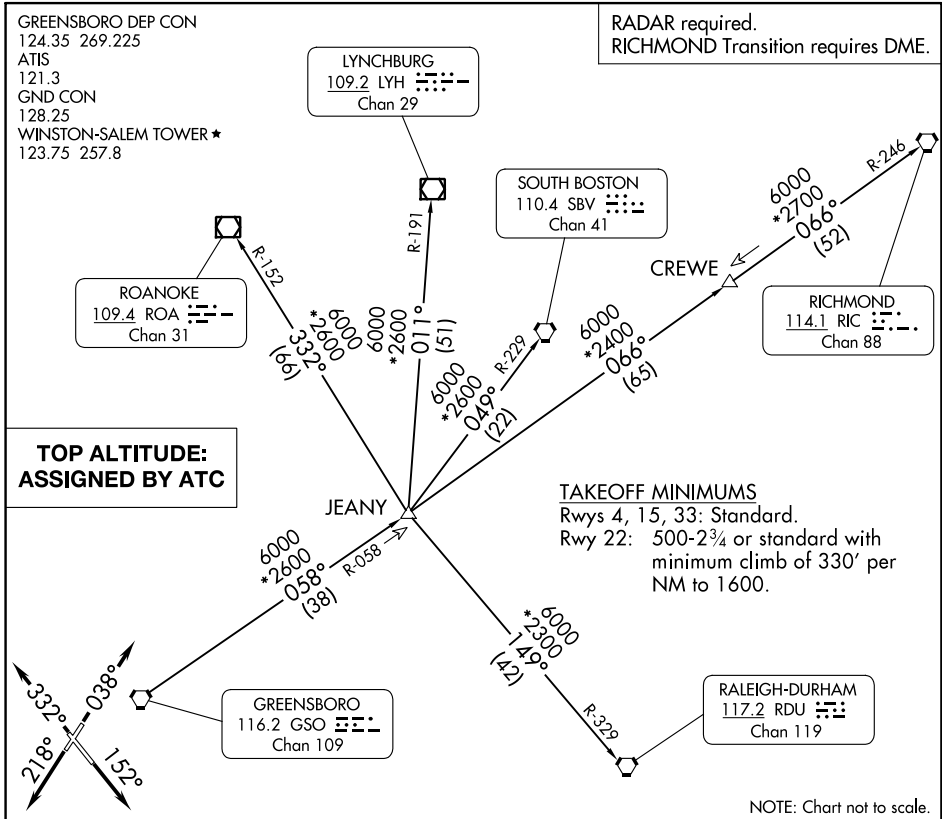 GREENSBORO DEP CON
124.35 269.225
ATIS
121.3
GND CON
128.25
WINSTON-SALEM TOWER ★
123.75 257.8
RADAR required.
RICHMOND Transition requires DME.
LYNCHBURG
109.2 LYH
Chan 29
SOUTH BOSTON
110.4 SBV
Chan 41
ROANOKE
109.4 ROA
Chan 31
RICHMOND
114.1 RIC
Chan 88
R-246
6000
*2700
066°
(52)
CREWE
R-152
6000
*2600
332°
(66)
R-191
6000
*2600
011°
(51)
R-229
6000
*2600
049°
(22)
6000
*2400
066°
(65)
TOP ALTITUDE:
ASSIGNED BY ATC
JEANY
TAKEOFF MINIMUMS
Rwys 4, 15, 33: Standard.
Rwy 22: 500-2¾ or standard with
minimum climb of 330' per
NM to 1600.
R-058
6000
*2600
058°
(38)
6000
*2300
149°
(42)
R-329
332°
038°
218°
152°
GREENSBORO
116.2 GSO
Chan 109
RALEIGH-DURHAM
117.2 RDU
Chan 119
NOTE: Chart not to scale.